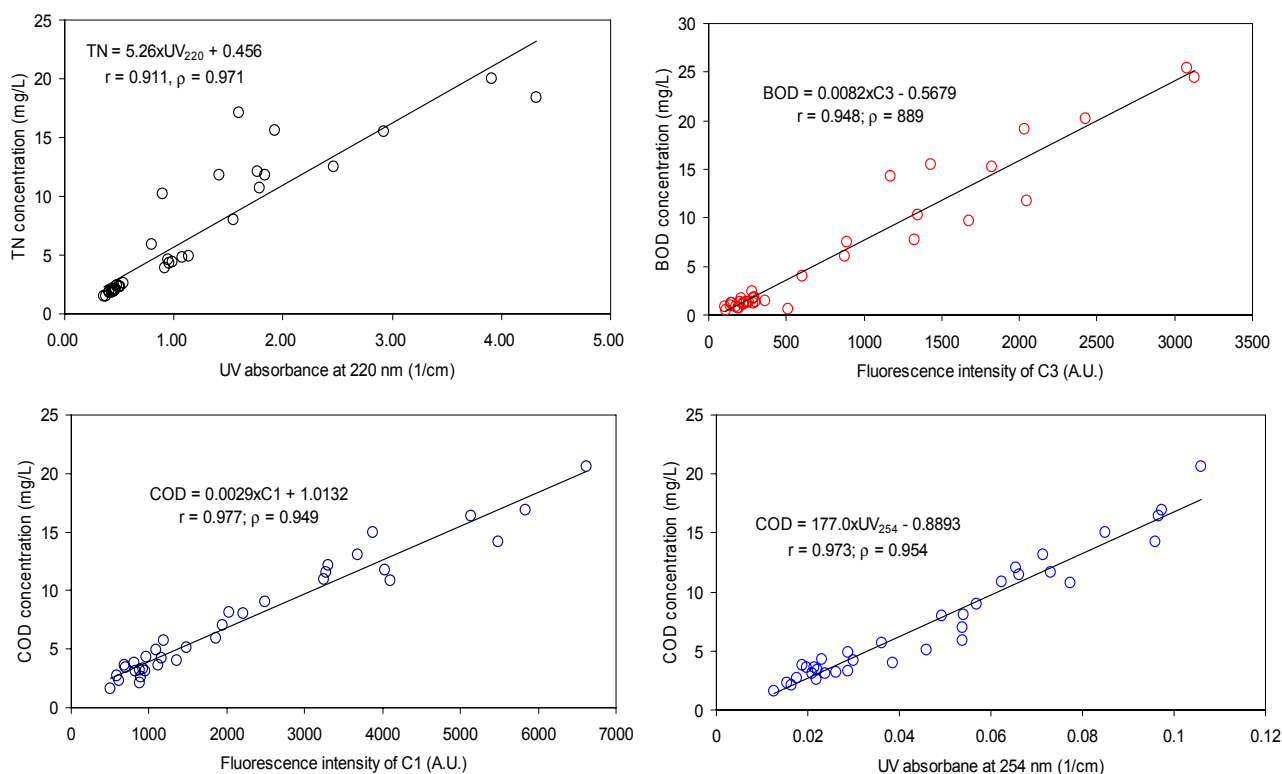 TN concentration (mg/L)
25
20
15
10
5
0
TN = 5.26xUV₂₂₀ + 0.456
r = 0.911, ρ = 0.971
0.00 1.00 2.00 3.00 4.00 5.00
UV absorbance at 220 nm (1/cm)
BOD concentration (mg/L)
30
25
20
15
10
5
0
BOD = 0.0082xC3 - 0.5679
r = 0.948; ρ = 889
0 500 1000 1500 2000 2500 3000 3500
Fluorescence intensity of C3 (A.U.)
COD concentration (mg/L)
25
20
15
10
5
0
COD = 0.0029xC1 + 1.0132
r = 0.977; ρ = 0.949
0 1000 2000 3000 4000 5000 6000 7000
Fluorescence intensity of C1 (A.U.)
COD concentration (mg/L)
25
20
15
10
5
0
COD = 177.0xUV₂₅₄ - 0.8893
r = 0.973; ρ = 0.954
0 0.02 0.04 0.06 0.08 0.1 0.12
UV absorbane at 254 nm (1/cm)